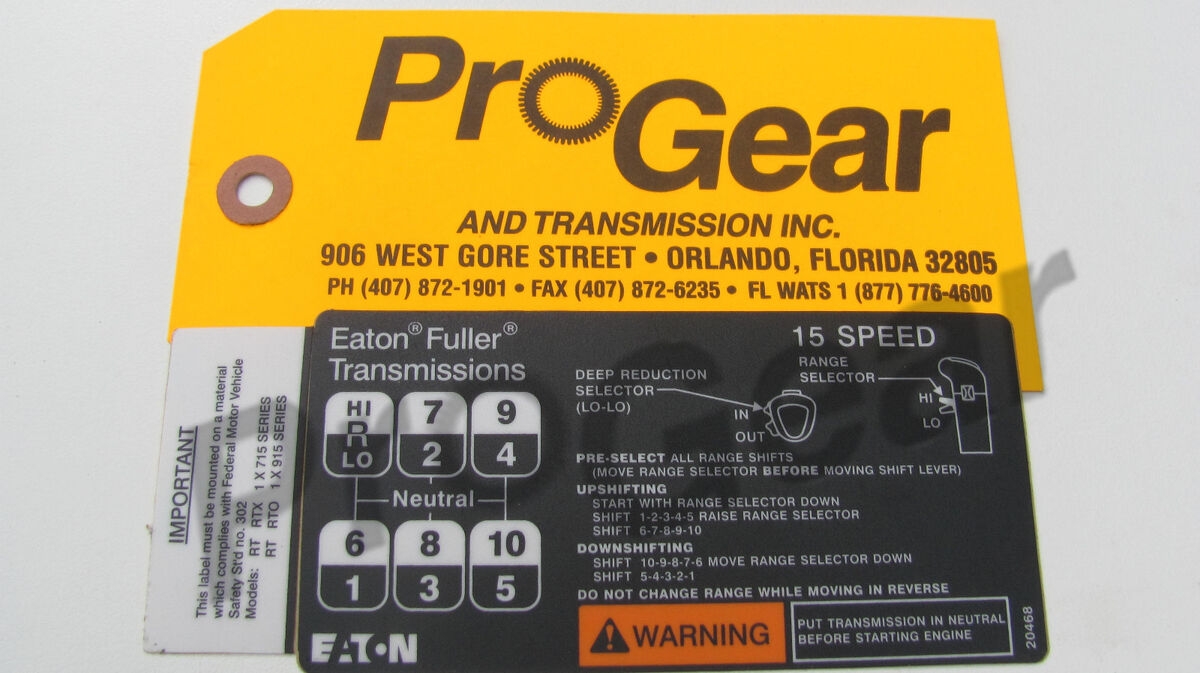 ProGear
AND TRANSMISSION INC.
906 WEST GORE STREET • ORLANDO, FLORIDA 32805
PH (407) 872-1901 • FAX (407) 872-6235 • FL WATS 1 (877) 776-4600
IMPORTANT
This label must be mounted on a material
which complies with Federal Motor Vehicle
Safety St'd no. 302
Models: RT RTX 1 X 715 SERIES
RT RTO 1 X 915 SERIES
Eaton® Fuller®
Transmissions
HI 7 9
R
LO 2 4
Neutral
6 8 10
1 3 5
EATON
15 SPEED
DEEP REDUCTION
SELECTOR
(LO-LO)
IN
OUT
RANGE
SELECTOR
HI
LO
PRE-SELECT ALL RANGE SHIFTS
(MOVE RANGE SELECTOR BEFORE MOVING SHIFT LEVER)
UPSHIFTING
START WITH RANGE SELECTOR DOWN
SHIFT 1-2-3-4-5 RAISE RANGE SELECTOR
SHIFT 6-7-8-9-10
DOWNSHIFTING
SHIFT 10-9-8-7-6 MOVE RANGE SELECTOR DOWN
SHIFT 5-4-3-2-1
DO NOT CHANGE RANGE WHILE MOVING IN REVERSE
WARNING
PUT TRANSMISSION IN NEUTRAL
BEFORE STARTING ENGINE
20468
ProGear